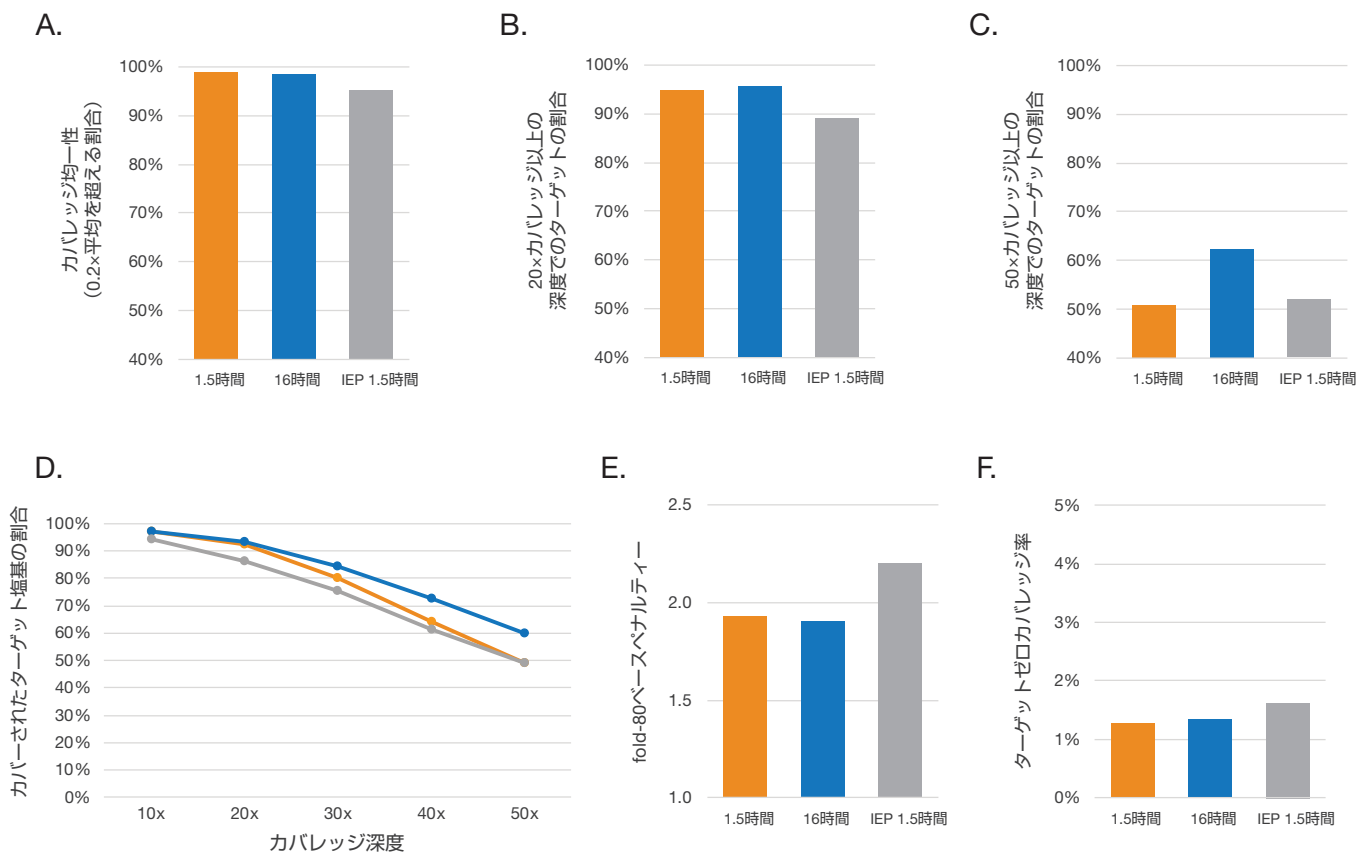 A.
カバレッジ均一性
（0.2×平均を超える割合）
100%
90%
80%
70%
60%
50%
40%
1.5時間
16時間
IEP 1.5時間
B.
20×カバレッジ以上の
深度でのターゲットの割合
100%
90%
80%
70%
60%
50%
40%
1.5時間
16時間
IEP 1.5時間
C.
50×カバレッジ以上の
深度でのターゲットの割合
100%
90%
80%
70%
60%
50%
40%
1.5時間
16時間
IEP 1.5時間
D.
カバーされたターゲット塩基の割合
100%
90%
80%
70%
60%
50%
40%
30%
20%
10%
0%
10x
20x
30x
40x
50x
カバレッジ深度
E.
fold-80ベースペナルティー
2.5
2.0
1.5
1.0
1.5時間
16時間
IEP 1.5時間
F.
ターゲットゼロカバレッジ率
5%
4%
3%
2%
1%
0%
1.5時間
16時間
IEP 1.5時間